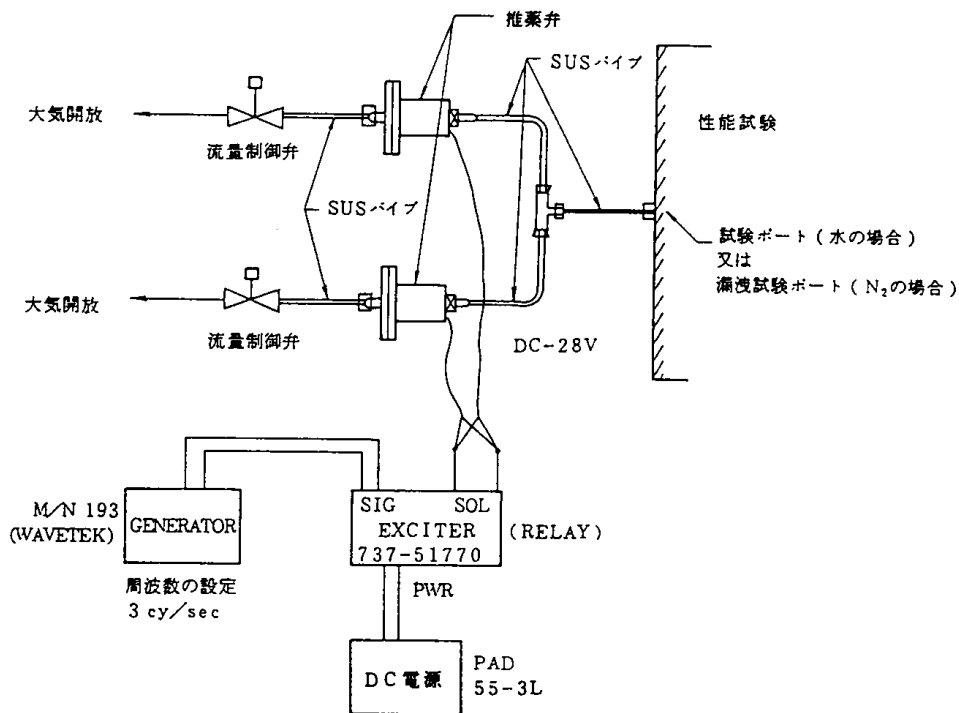 推薬弁
SUSパイプ
大気開放
性能試験
流量制御弁
SUSパイプ
試験ポート(水の場合)
又は
漏洩試験ポート(N₂の場合)
大気開放
流量制御弁
DC-28V
M/N 193
(WAVETEK)
GENERATOR
SIG SOL
EXCITER
737-51770
(RELAY)
周波数の設定
3 cy/sec
PWR
DC電源
PAD
55-3L